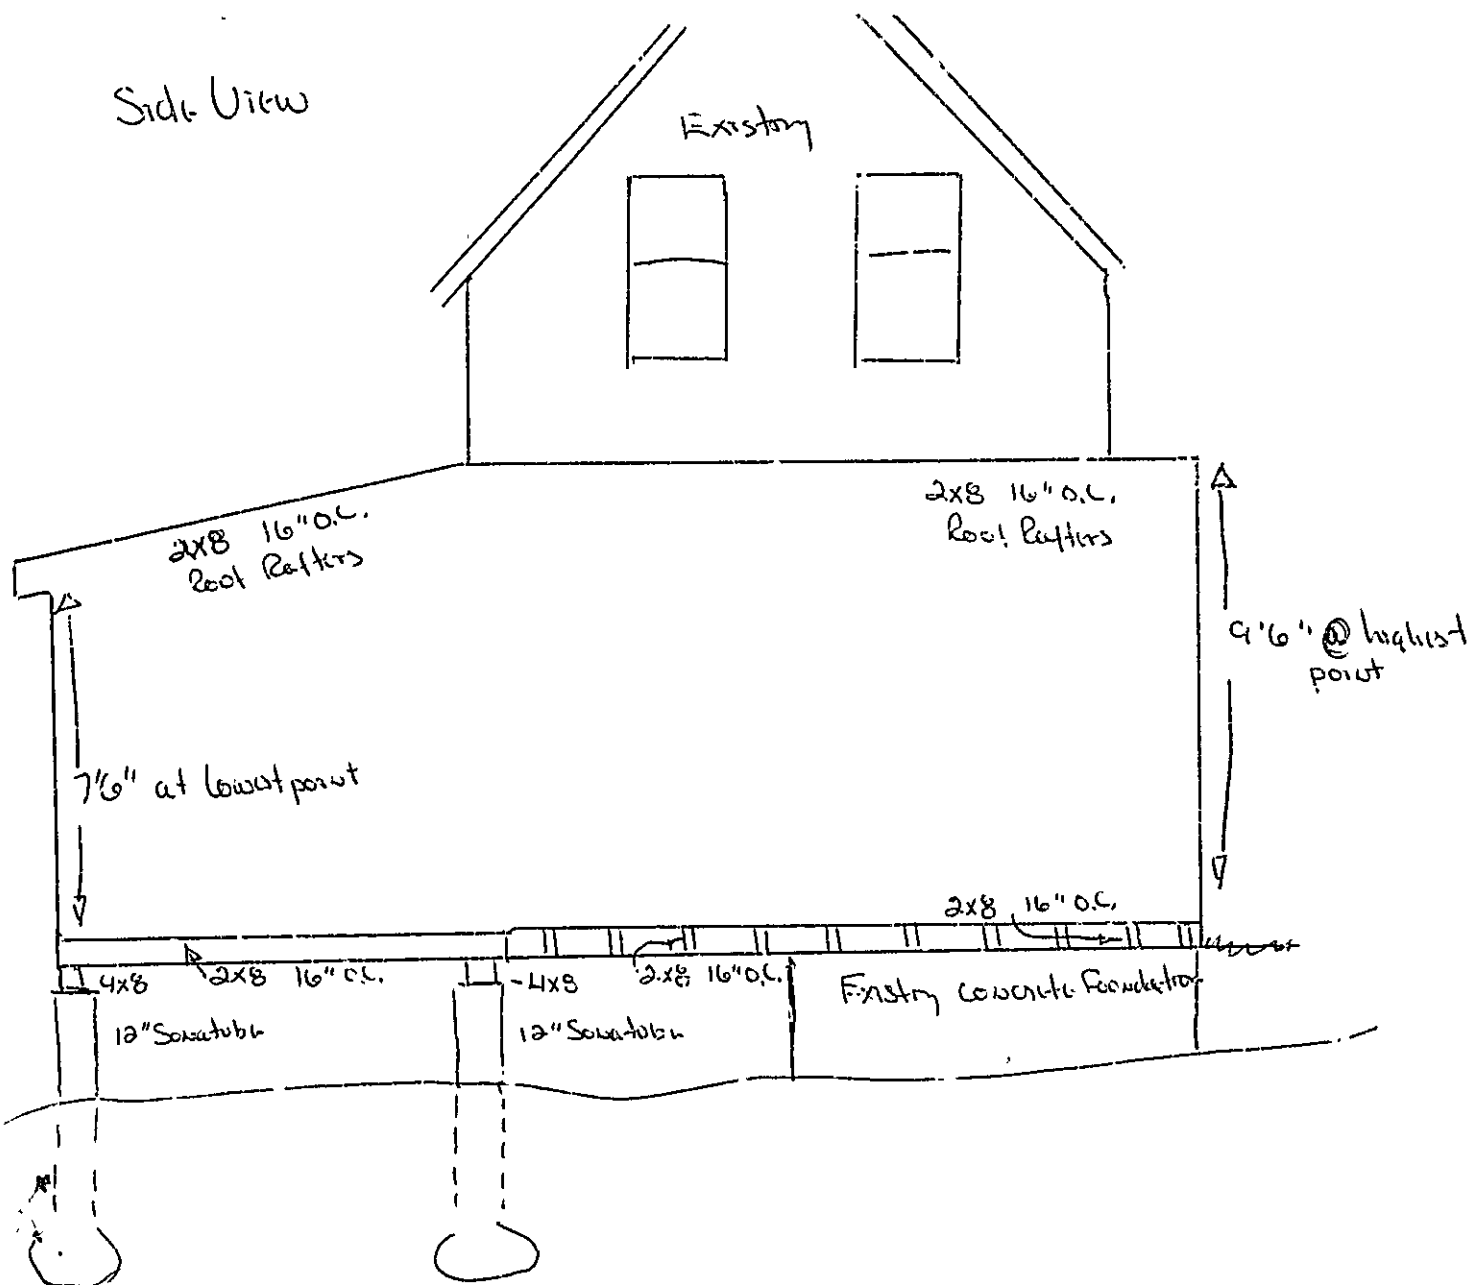 Side View
Existing
2x8 16" O.C.
Roof Rafters
2x8 16" O.C.
Roof Rafters
9'6" @ highest
point
7'6" at lowest point
2x8 16" O.C.
4x8
2x8 16" O.C.
4x8
2x8 16" O.C.
Existing concrete Foundation
12" Sonatube
12" Sonatube